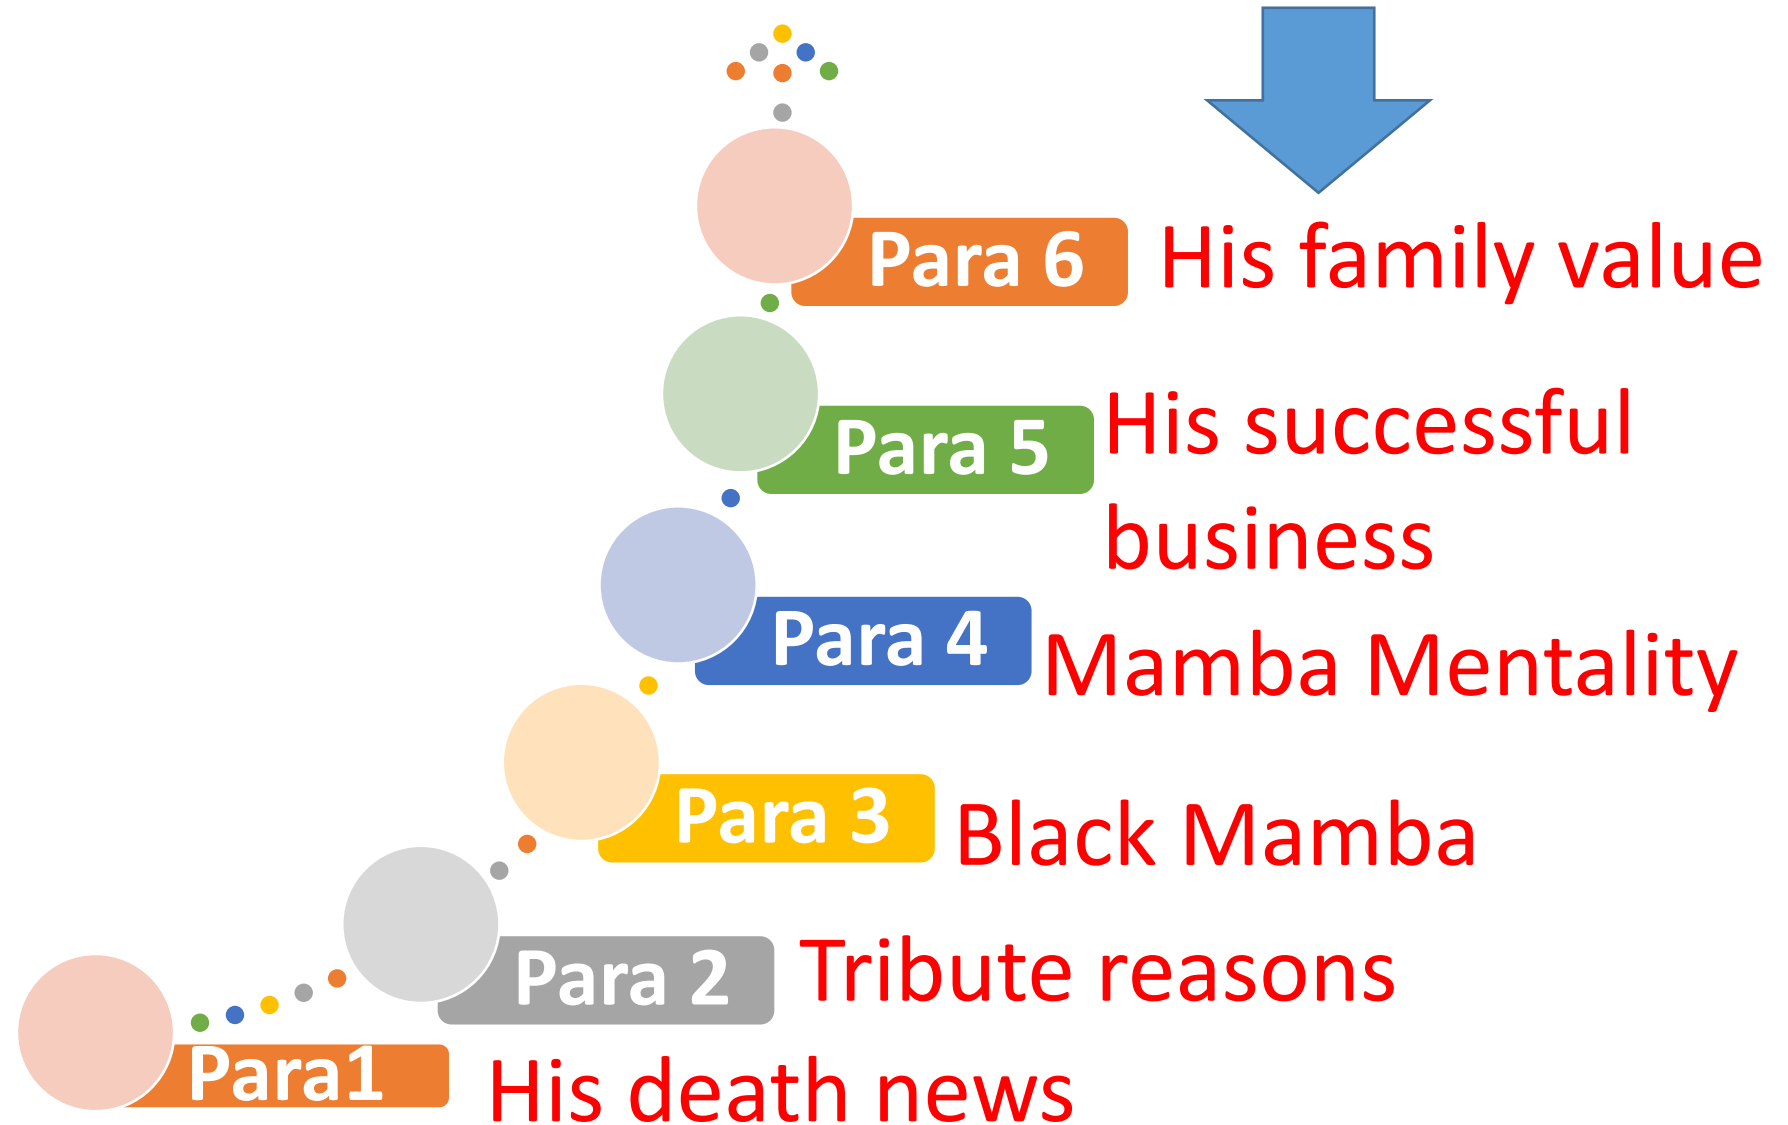 Para 6 His family value
Para 5 His successful
business
Para 4 Mamba Mentality
Para 3 Black Mamba
Para 2 Tribute reasons
Para1 His death news